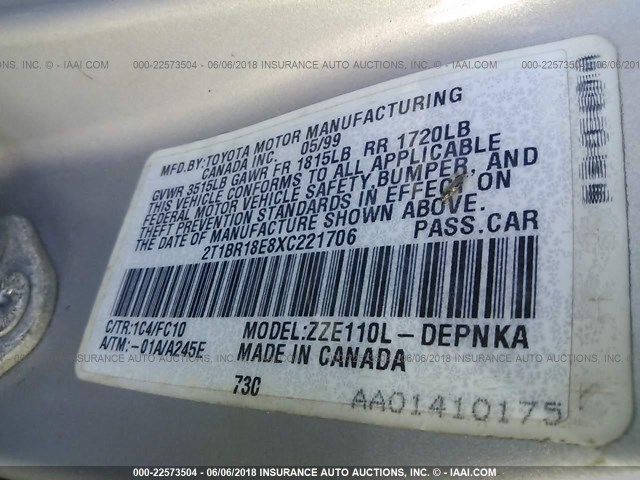 000-22573504 - 06/06/2018 INSURANCE AUTO AUCTIONS, INC. - IAAI.COM
MFD.BY:TOYOTA MOTOR MANUFACTURING
CANADA INC. 05/99
GVWR 3515LB GAWR FR 1815LB RR 1720LB
THIS VEHICLE CONFORMS TO ALL APPLICABLE
FEDERAL MOTOR VEHICLE SAFETY,BUMPER, AND
THEFT PREVENTION STANDARDS IN EFFECT ON
THE DATE OF MANUFACTURE SHOWN ABOVE.
2T1BR18E8XC221706 PASS.CAR
C/TR:1C4/FC10 MODEL:ZZE110L-DEPNKA
A/TM:-01A/A245E MADE IN CANADA
730 AA01410175
000-22573504 - 06/06/2018 INSURANCE AUTO AUCTIONS, INC. - IAAI.COM